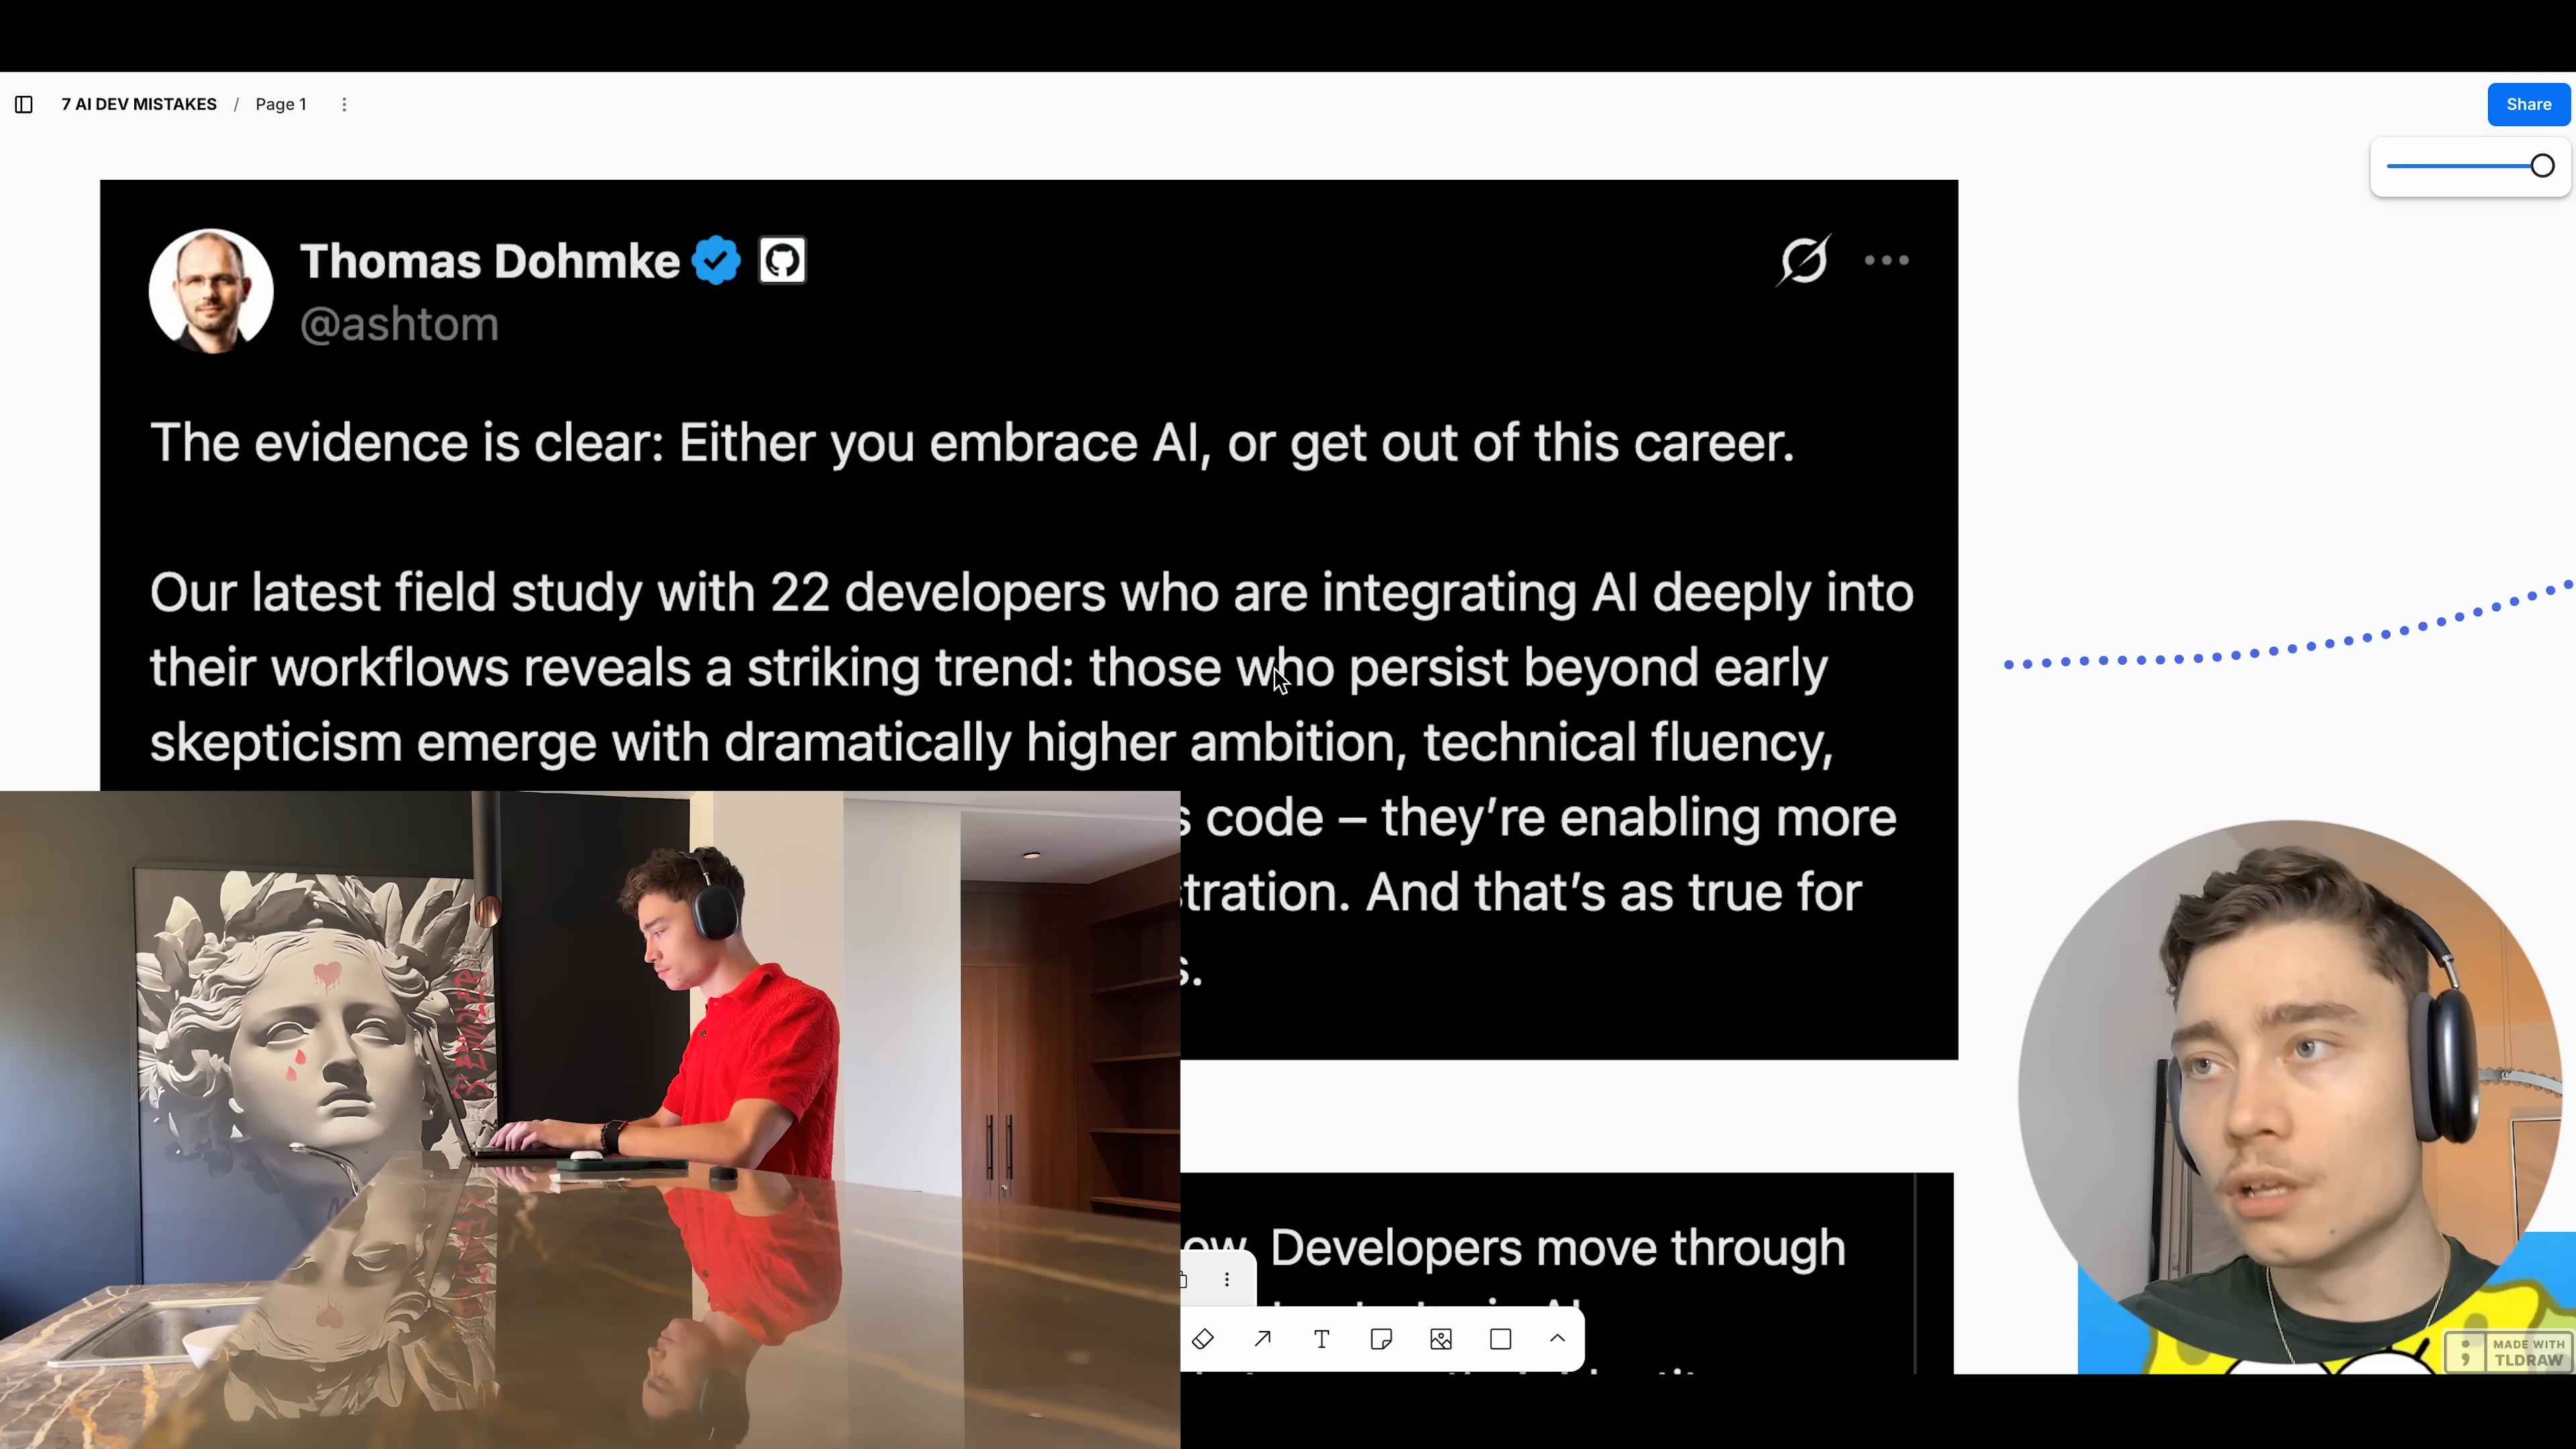 7 AI DEV MISTAKES / Page 1
Share
Thomas Dohmke
@ashtom
The evidence is clear: Either you embrace AI, or get out of this career.
Our latest field study with 22 developers who are integrating AI deeply into
their workflows reveals a striking trend: those who persist beyond early
skepticism emerge with dramatically higher ambition, technical fluency,
code – they’re enabling more
And that’s as true for
Developers move through
MADE WITH
TLDRAW